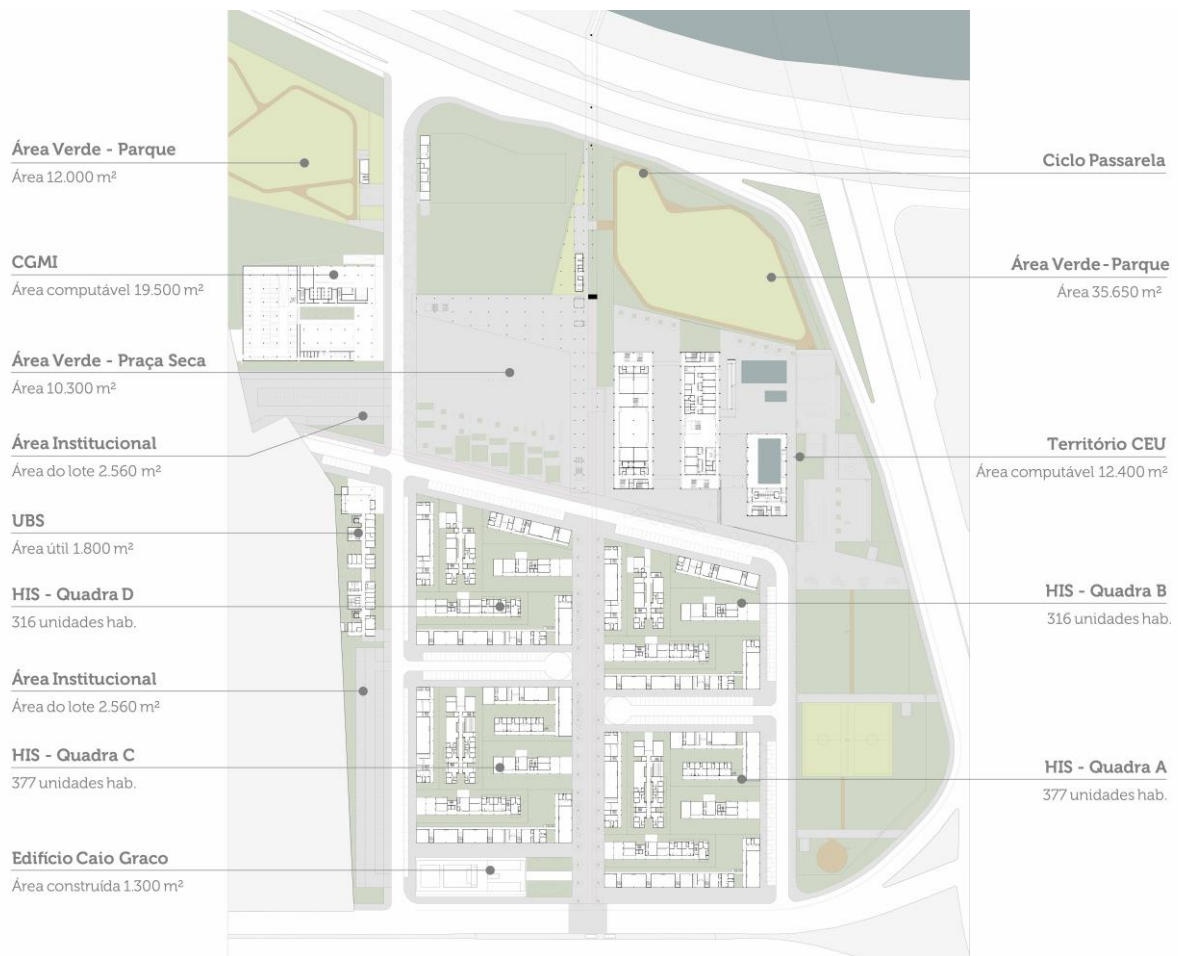 Área Verde - Parque
Área 12.000 m²
CGMI
Área computável 19.500 m²
Área Verde - Praça Seca
Área 10.300 m²
Área Institucional
Área do lote 2.560 m²
UBS
Área útil 1.800 m²
HIS - Quadra D
316 unidades hab.
Área Institucional
Área do lote 2.560 m²
HIS - Quadra C
377 unidades hab.
Edifício Caio Graco
Área construída 1.300 m²
Ciclo Passarela
Área Verde - Parque
Área 35.650 m²
Território CEU
Área computável 12.400 m²
HIS - Quadra B
316 unidades hab.
HIS - Quadra A
377 unidades hab.